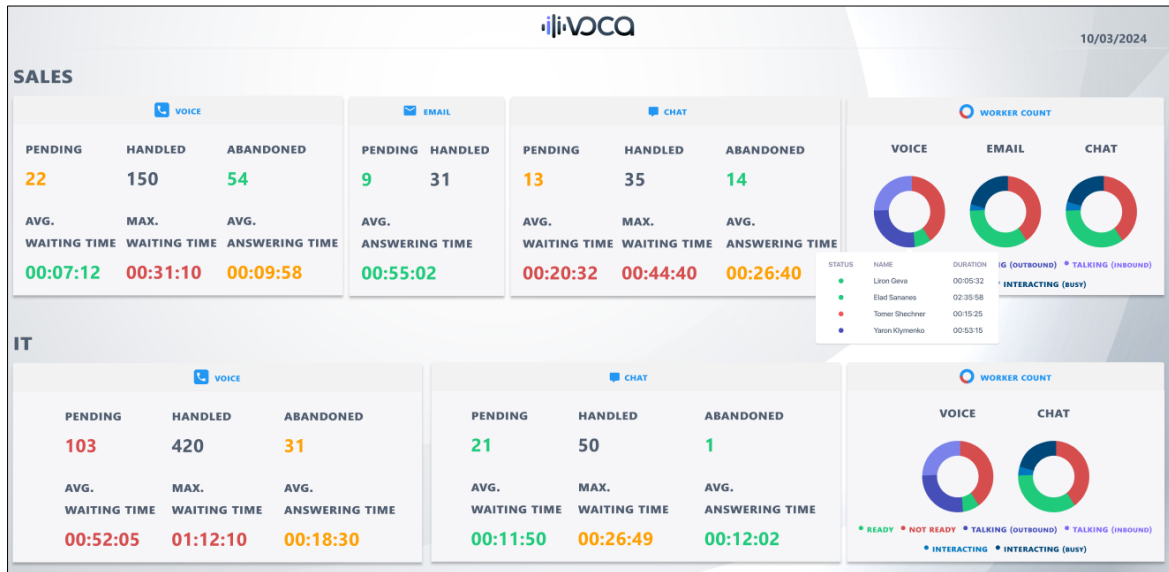 VOCA
10/03/2024
SALES
VOICE
PENDING HANDLED ABANDONED
22 150 54
AVG. MAX. AVG.
WAITING TIME WAITING TIME ANSWERING TIME
00:07:12 00:31:10 00:09:58
EMAIL
PENDING HANDLED
9 31
AVG.
ANSWERING TIME
00:55:02
CHAT
PENDING HANDLED ABANDONED
13 35 14
AVG. MAX. AVG.
WAITING TIME WAITING TIME ANSWERING TIME
00:20:32 00:44:40 00:26:40
WORKER COUNT
VOICE EMAIL CHAT
(OUTBOUND) TALKING (INBOUND)
INTERACTING (BUSY)
STATUS NAME DURATION
Liron Geva 00:05:32
Elad Sananes 02:35:58
Tomer Shechner 00:15:25
Yaron Klymenko 00:53:15
IT
VOICE
PENDING HANDLED ABANDONED
103 420 31
AVG. MAX. AVG.
WAITING TIME WAITING TIME ANSWERING TIME
00:52:05 01:12:10 00:18:30
CHAT
PENDING HANDLED ABANDONED
21 50 1
AVG. MAX. AVG.
WAITING TIME WAITING TIME ANSWERING TIME
00:11:50 00:26:49 00:12:02
WORKER COUNT
VOICE CHAT
READY NOT READY TALKING (OUTBOUND) TALKING (INBOUND)
INTERACTING INTERACTING (BUSY)